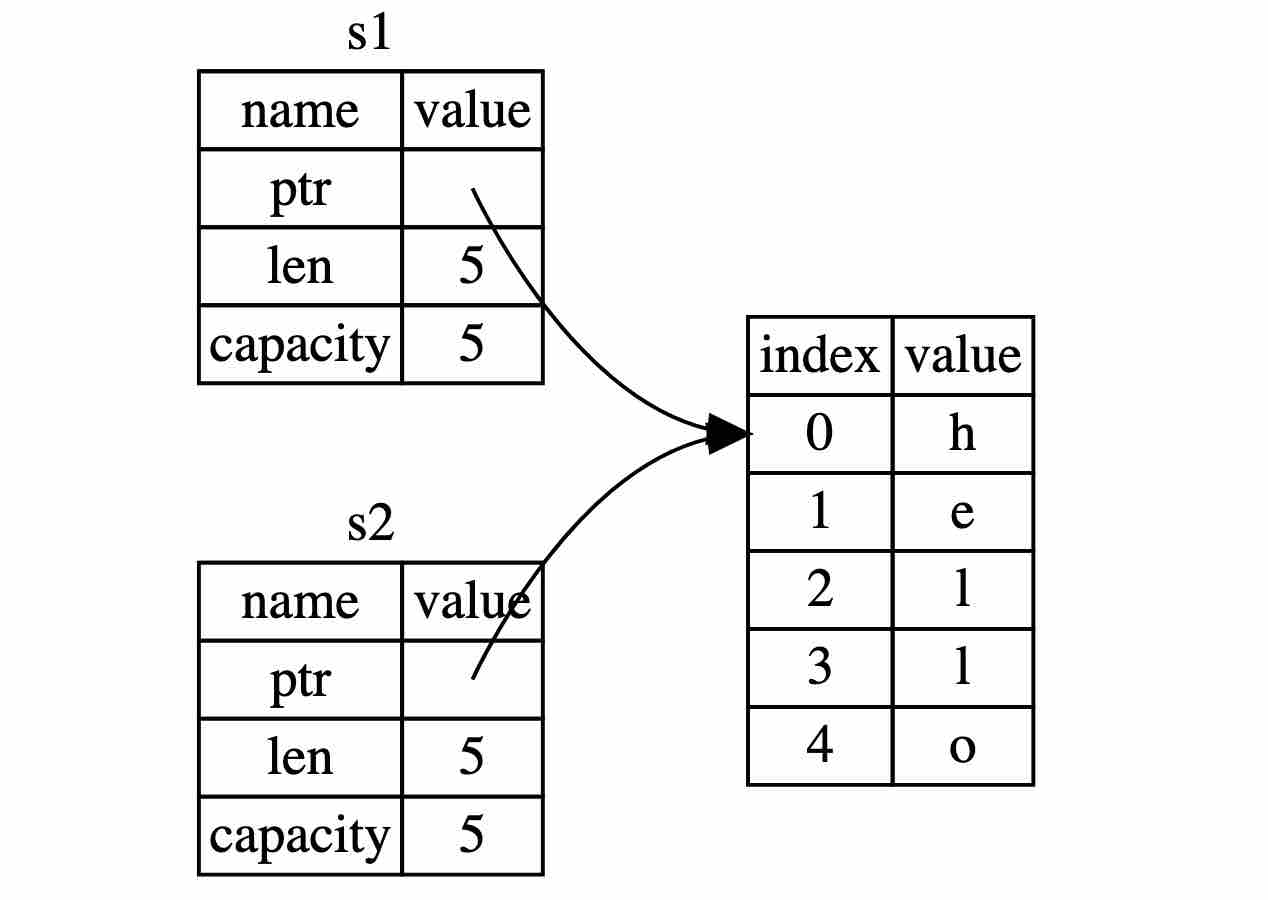 s1
name value
ptr
len 5
capacity 5
s2
name value
ptr
len 5
capacity 5
index value
0 h
1 e
2 l
3 l
4 o